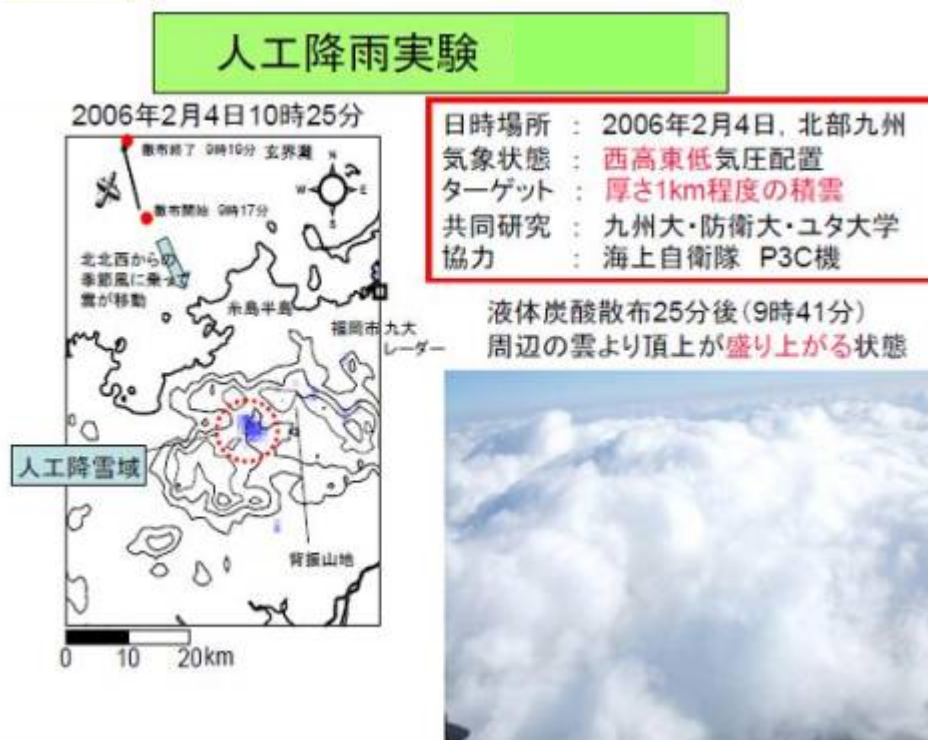 人工降雨実験
2006年2月4日10時25分
散布終了 9時19分
玄界灘
N
W
E
S
散布開始 9時17分
北北西からの
季節風に乗って
雲が移動
糸島半島
福岡市九大
レーダー
人工降雪域
背振山地
0 10 20km
日時場所 : 2006年2月4日, 北部九州
気象状態 : 西高東低気圧配置
ターゲット : 厚さ1km程度の積雲
共同研究 : 九州大・防衛大・ユタ大学
協力 : 海上自衛隊 P3C機
液体炭酸散布25分後(9時41分)
周辺の雲より頂上が盛り上がる状態